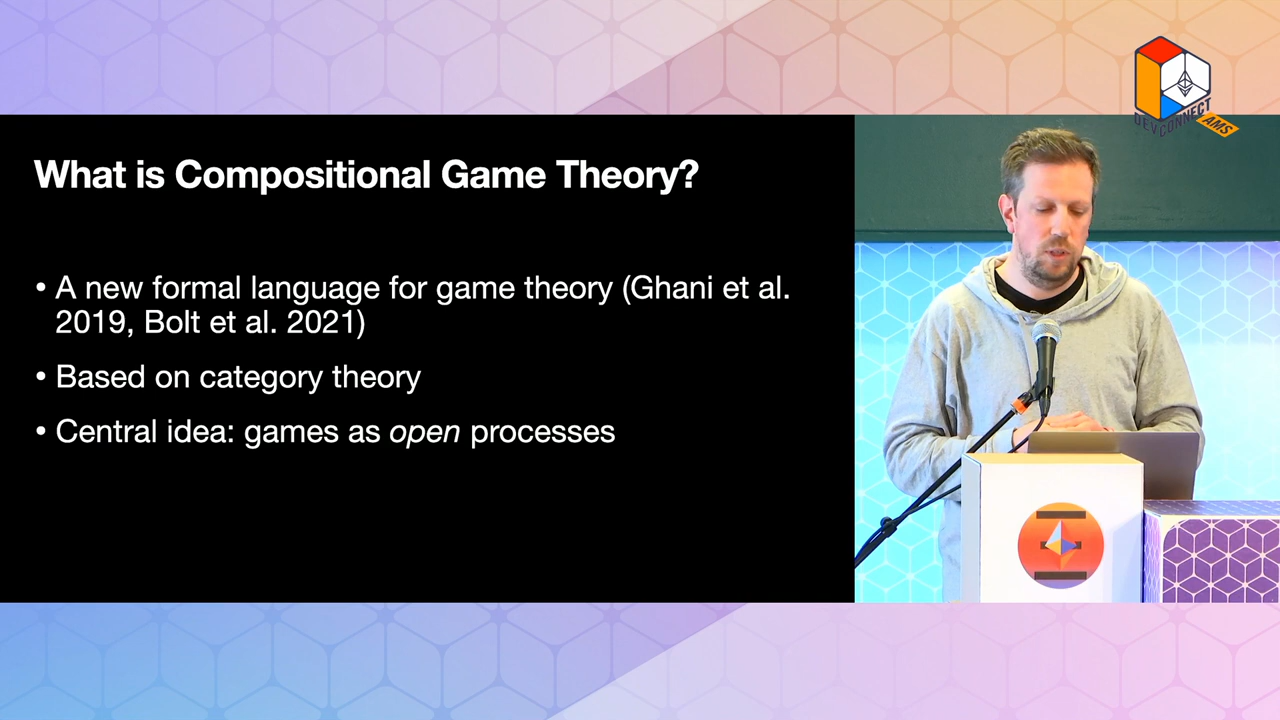 DEVCONNECT
AMS
What is Compositional Game Theory?
• A new formal language for game theory (Ghani et al.
2019, Bolt et al. 2021)
• Based on category theory
• Central idea: games as open processes